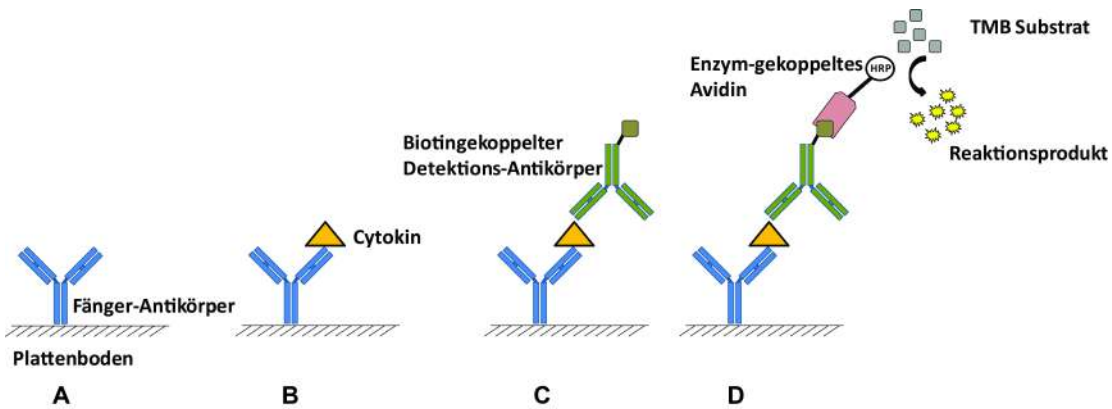 TMB Substrat
Enzym-gekoppeltes
Avidin
HRP
Biotingekoppelter
Detektions-Antikörper
Reaktionsprodukt
Cytokin
Fänger-Antikörper
Plattenboden
A B C D